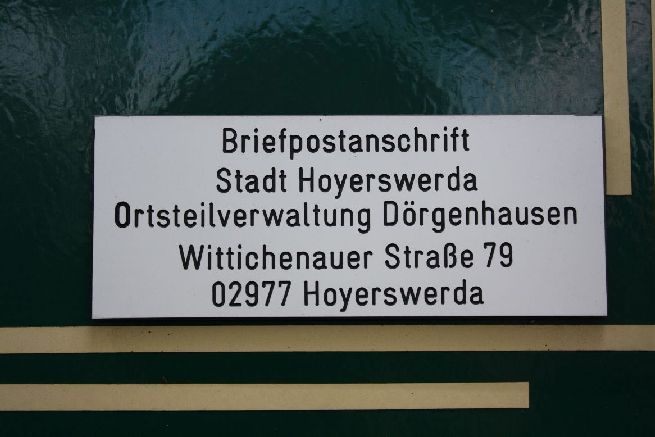 Briefpostanschrift
Stadt Hoyerswerda
Ortsteilverwaltung Dörgenhausen
Wittichenauer Straße 79
02977 Hoyerswerda